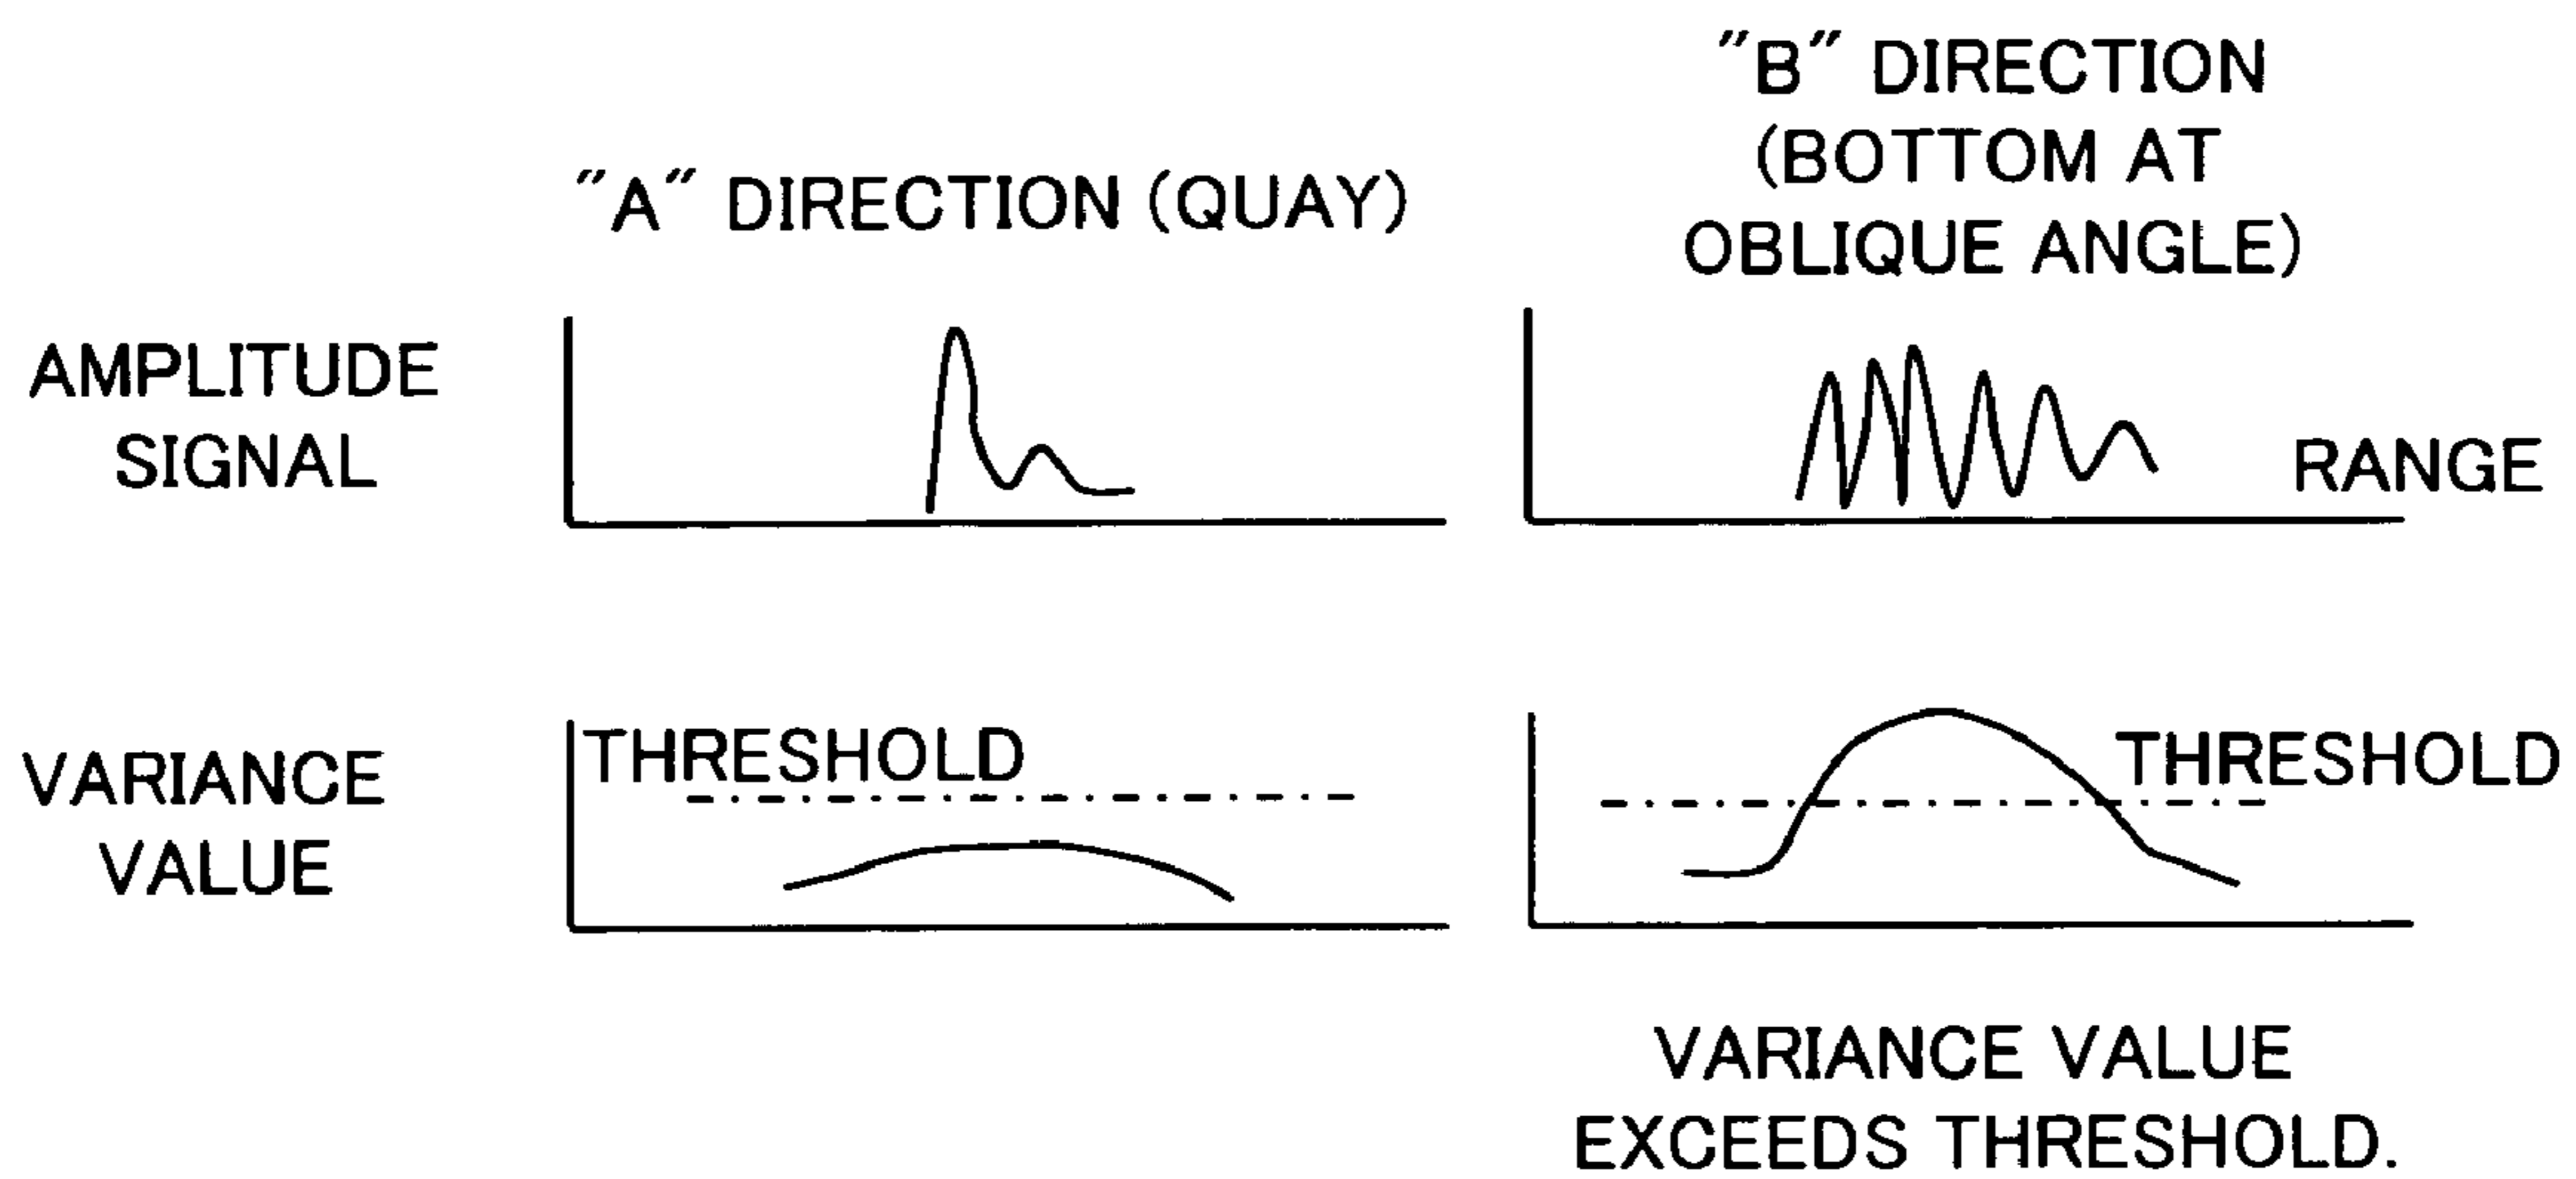 "A" DIRECTION (QUAY)
"B" DIRECTION
(BOTTOM AT
OBLIQUE ANGLE)
AMPLITUDE
SIGNAL
RANGE
VARIANCE
VALUE
THRESHOLD
THRESHOLD
VARIANCE VALUE
EXCEEDS THRESHOLD.